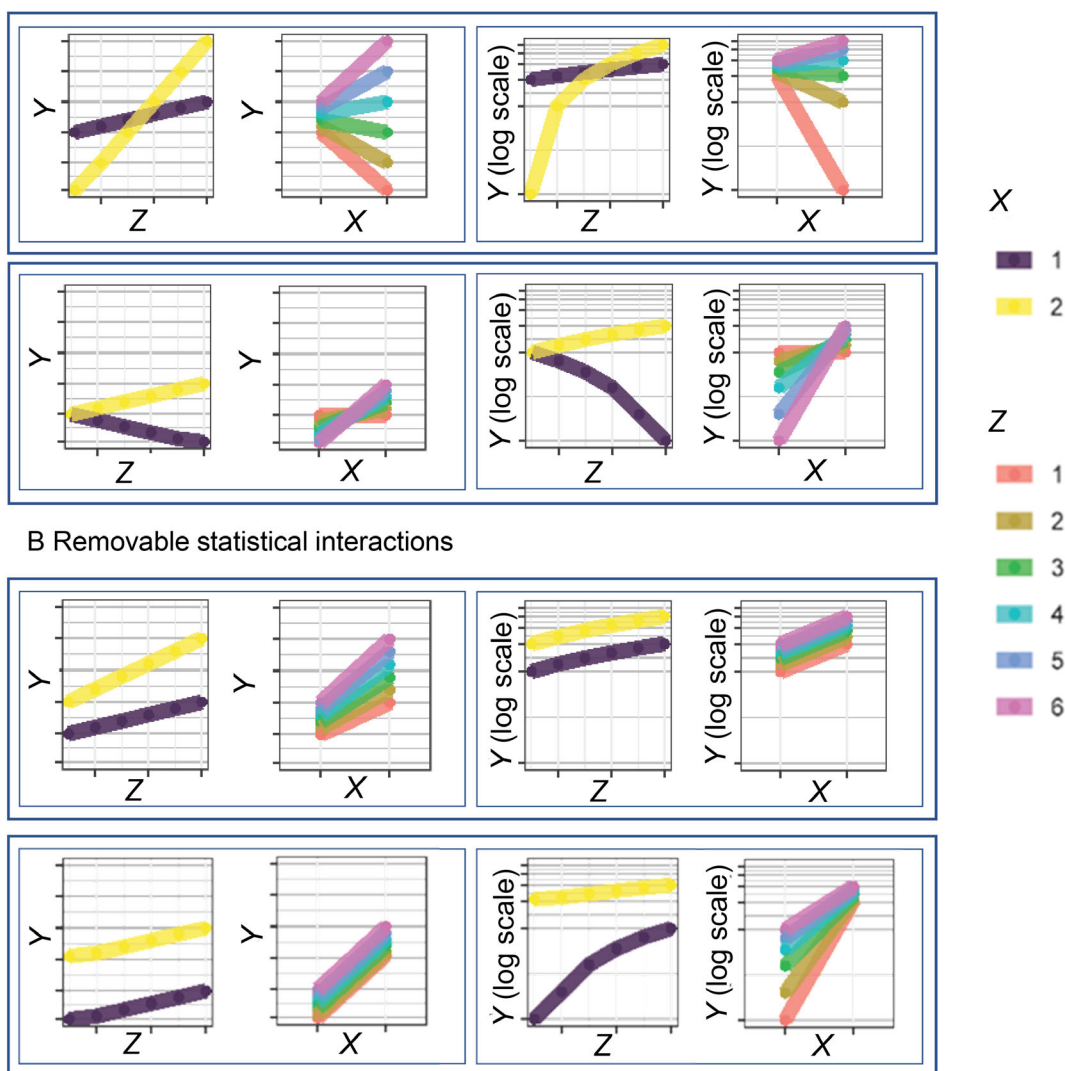 Y
Z
Y
X
Y (log scale)
Z
Y (log scale)
X
Y
Z
Y
X
Y (log scale)
Z
Y (log scale)
X
B Removable statistical interactions
Y
Z
Y
X
Y (log scale)
Z
Y (log scale)
X
Y
Z
Y
X
Y (log scale)
Z
Y (log scale)
X
X
1
2
Z
1
2
3
4
5
6